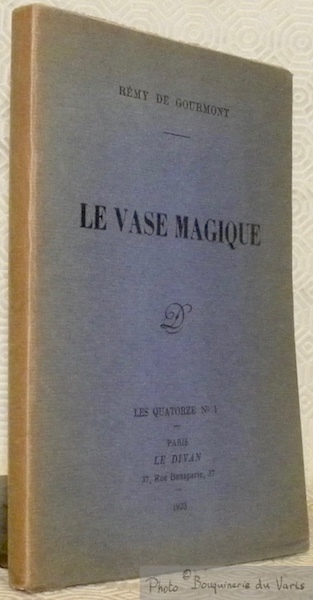 RÉMY DE GOURMONT
LE VASE MAGIQUE
D
LES QUATORZE No 1
PARIS
LE DIVAN
37, Rue Bonaparte, 37
1923
Photo © Bouquinerie du Varis